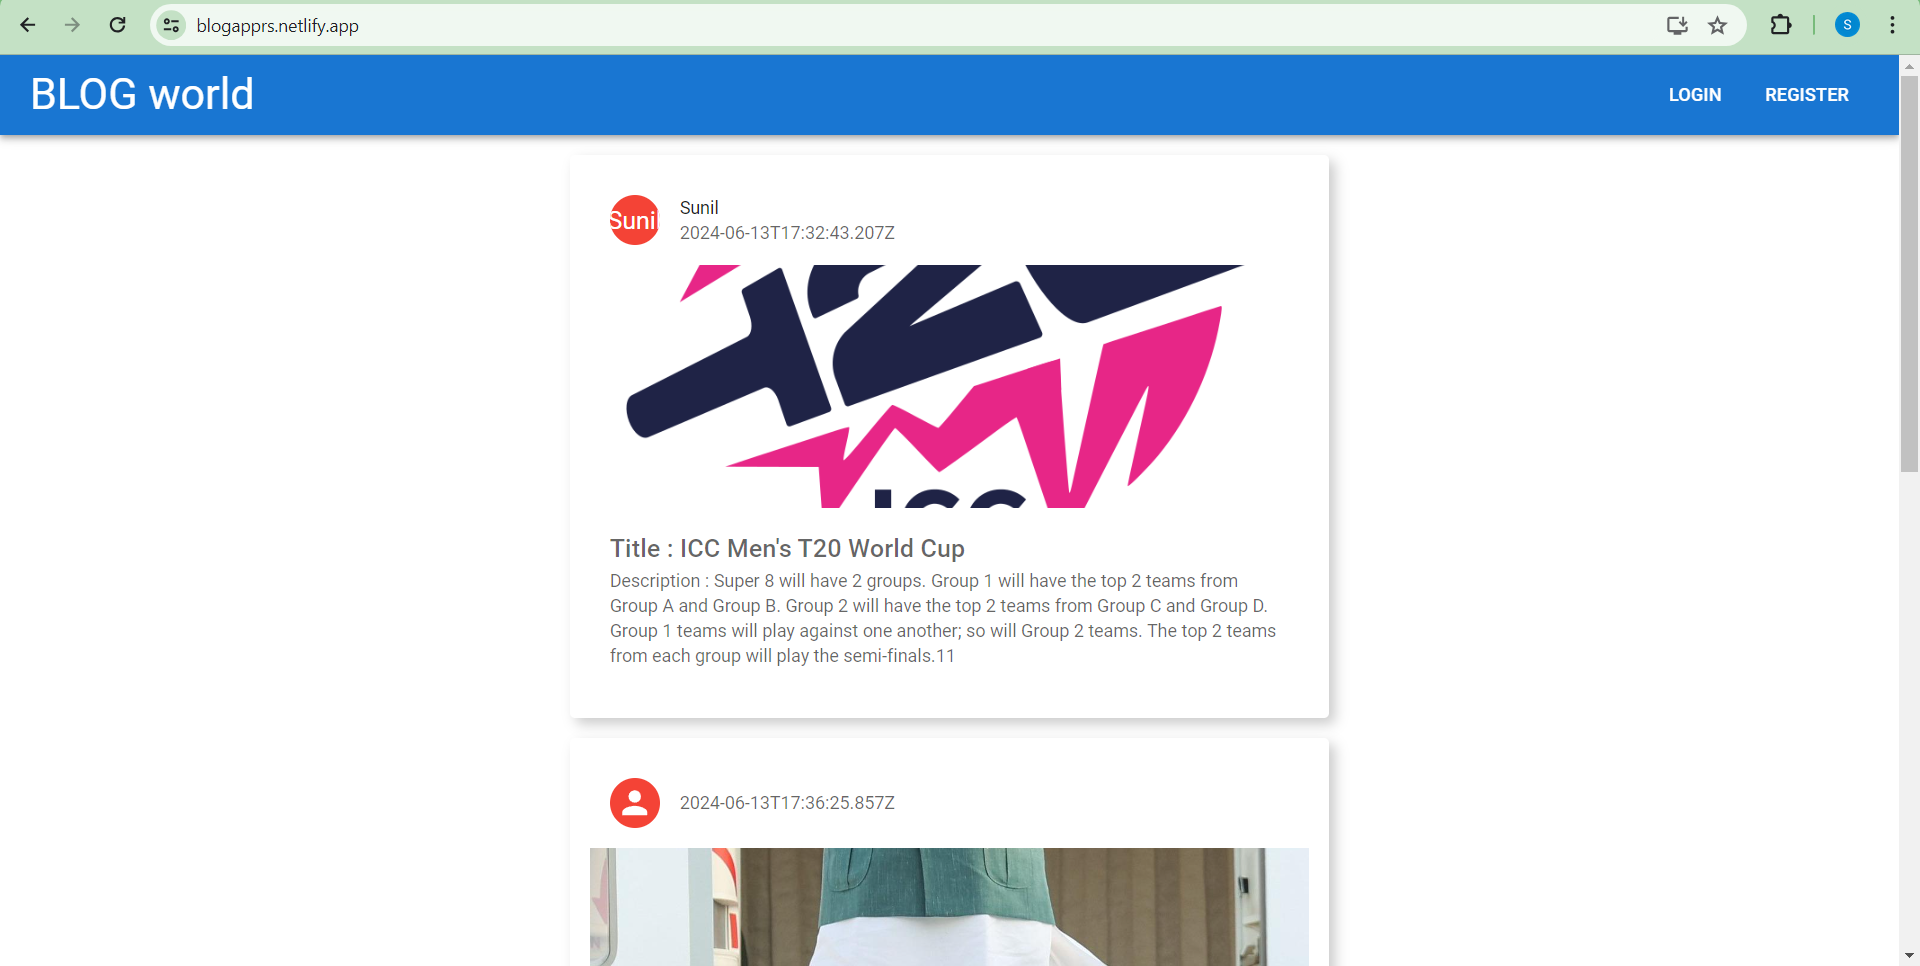 blogapprs.netlify.app
S
BLOG world
LOGIN
REGISTER
Sunil
Sunil
2024-06-13T17:32:43.207Z
T20
ICC
Title : ICC Men's T20 World Cup
Description : Super 8 will have 2 groups. Group 1 will have the top 2 teams from
Group A and Group B. Group 2 will have the top 2 teams from Group C and Group D.
Group 1 teams will play against one another; so will Group 2 teams. The top 2 teams
from each group will play the semi-finals.11
2024-06-13T17:36:25.857Z